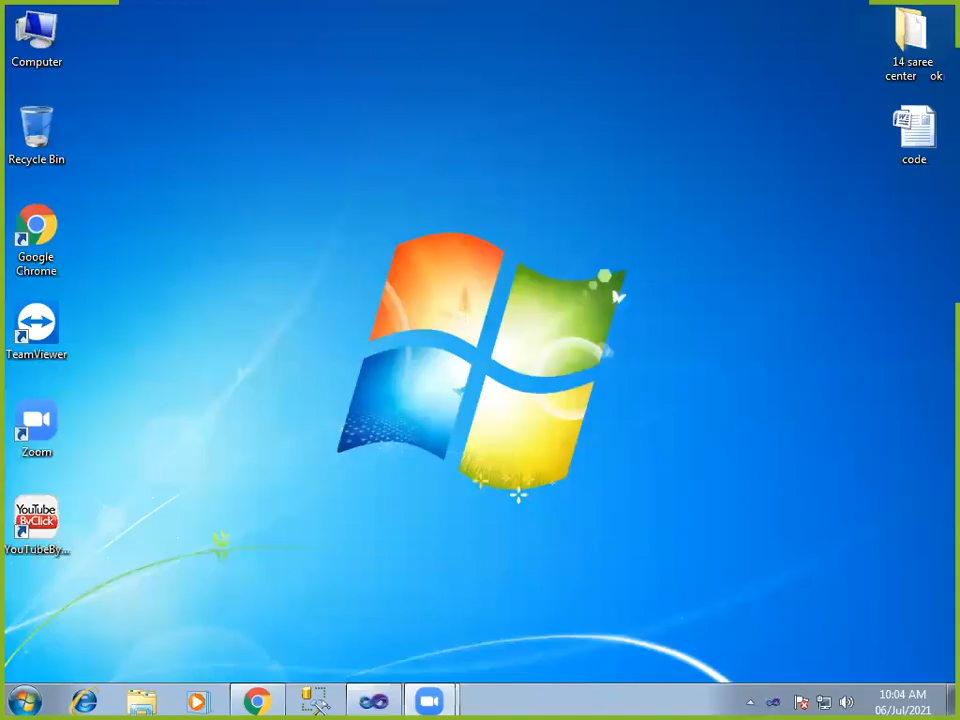 Computer
Recycle Bin
Google
Chrome
TeamViewer
Zoom
YouTube
ByClick
YouTubeBy...
14 saree
center ok
W
code
10:04 AM
06/Jul/2021